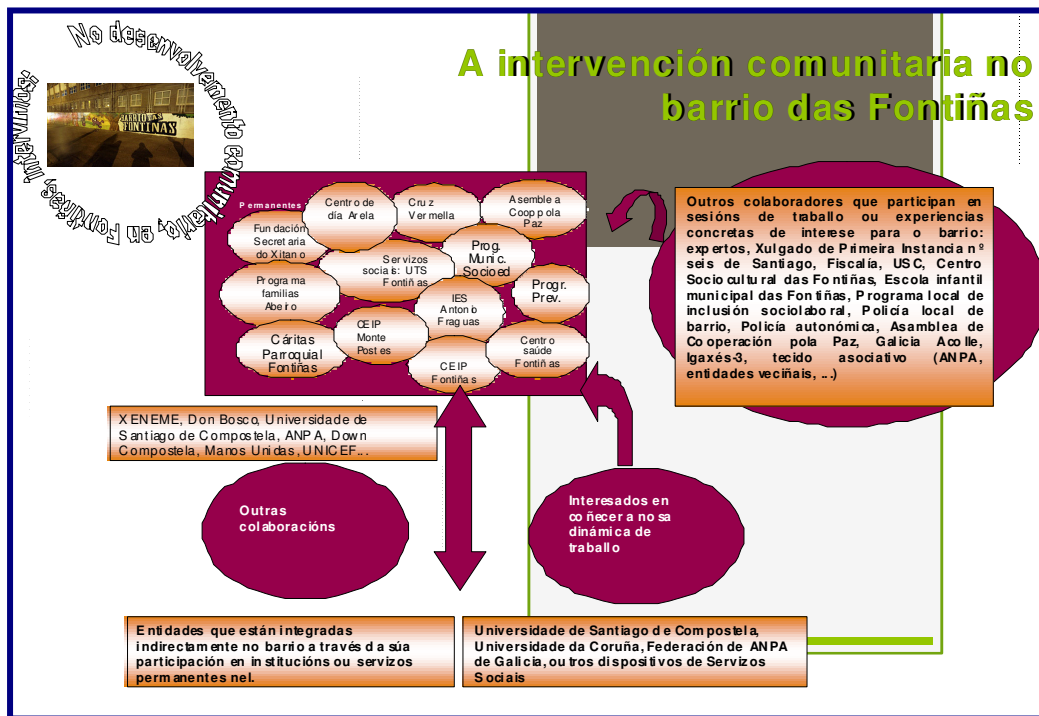 No desenvolvemento comunitario, en Fontiñas, intervimos:
BARRIO DAS
FONTIÑAS
A intervención comunitaria no
barrio das Fontiñas
Permanentes
Centro de
día Arela
Cruz
Vermella
Asemblea
Coop pola
Paz
Fundación
Secretariado Xitano
Servizos
sociais: UTS
Fontiñas
Prog.
Munic.
Socioed
Programa
familias
Abeiro
IES
Antonio
Fraguas
Progr.
Prev.
Cáritas
Parroquial
Fontiñas
CEIP
Monte
Postes
CEIP
Fontiñas
Centro
saúde
Fontiñas
Outros colaboradores que participan en
sesións de traballo ou experiencias
concretas de interese para o barrio:
expertos, Xulgado de Primeira Instancia nº
seis de Santiago, Fiscalía, USC, Centro
Sociocultural das Fontiñas, Escola infantil
municipal das Fontiñas, Programa local de
inclusión sociolaboral, Policía local de
barrio, Policía autonómica, Asamblea de
Cooperación pola Paz, Galicia Acolle,
Igaxés-3, tecido asociativo (ANPA,
entidades veciñais, ...)
XENEME, Don Bosco, Universidade de
Santiago de Compostela, ANPA, Down
Compostela, Manos Unidas, UNICEF...
Outras
colaboracións
Interesados en
coñecer a nosa
dinámica de
traballo
Entidades que están integradas
indirectamente no barrio a través da súa
participación en institucións ou servizos
permanentes nel.
Universidade de Santiago de Compostela,
Universidade da Coruña, Federación de ANPA
de Galicia, outros dispositivos de Servizos
Sociais